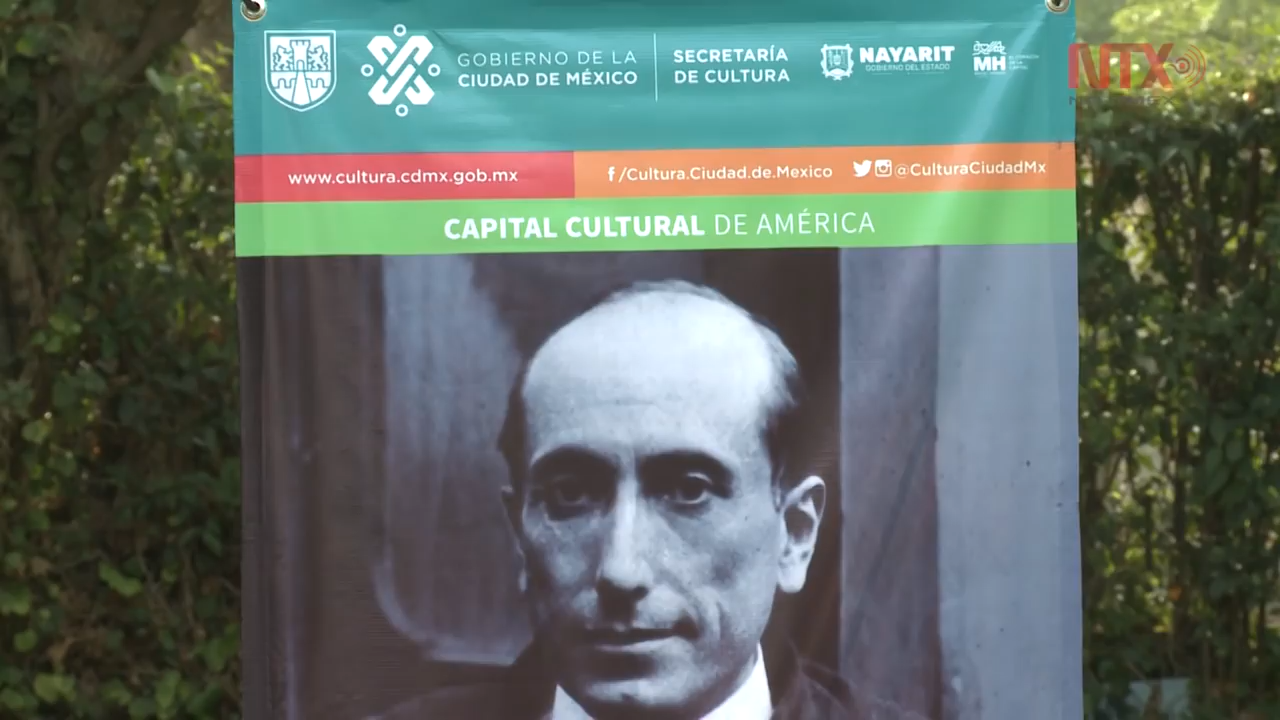 GOBIERNO DE LA
CIUDAD DE MÉXICO
SECRETARÍA
DE CULTURA
NAYARIT
GOBIERNO DEL ESTADO
MH
NTX
www.cultura.cdmx.gob.mx
f/Cultura.Ciudad.de.Mexico
@CulturaCiudadMx
CAPITAL CULTURAL DE AMÉRICA